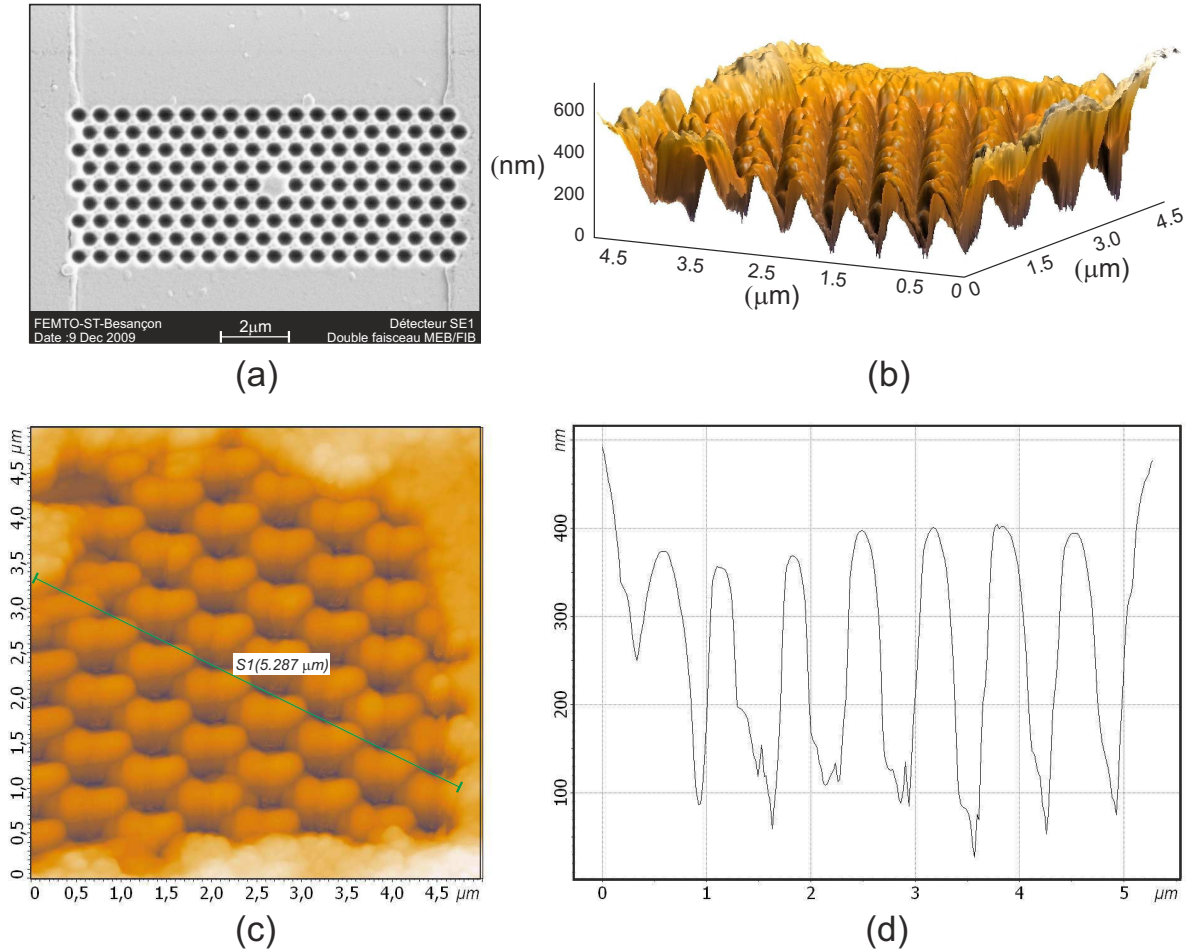 FEMTO-ST-Besançon
Détecteur SE1
Date :9 Dec 2009
2µm
Double faisceau MEB/FIB
(a)
600
400
(nm)
200
0
4.5
3.5
2.5
1.5
0.5
0
(µm)
0
1.5
3.0
4.5
(µm)
(b)
µm
4,5
4,0
3,5
3,0
2,5
2,0
1,5
1,0
0,5
0
S1(5.287 µm)
0
0,5
1,0
1,5
2,0
2,5
3,0
3,5
4,0
4,5
µm
(c)
nm
400
300
200
100
0
1
2
3
4
5
µm
(d)